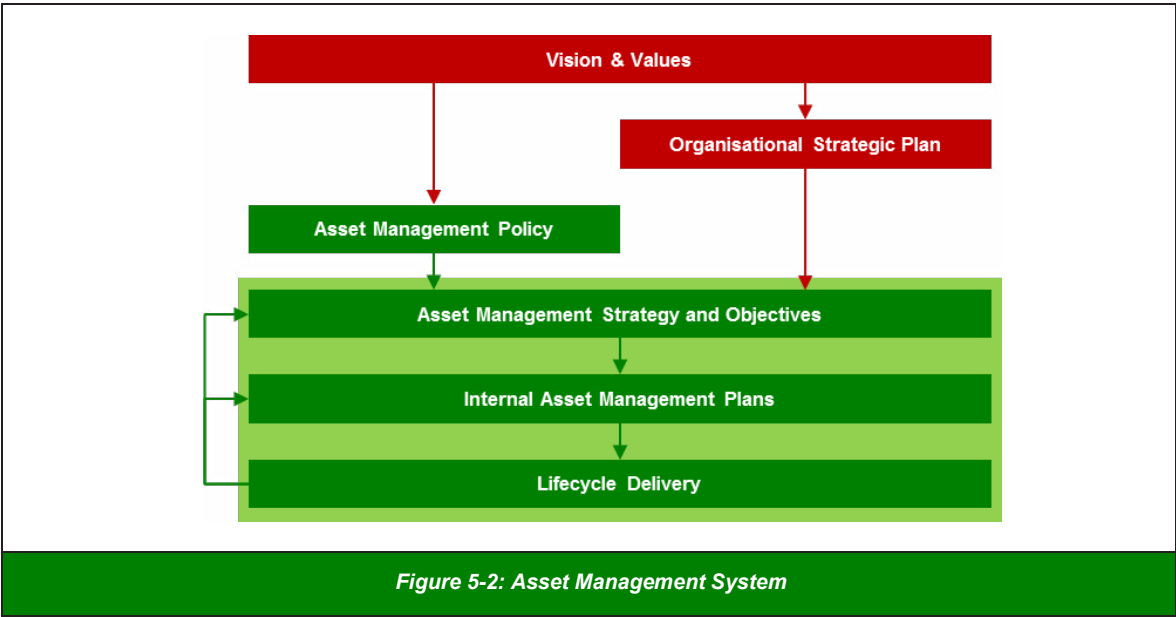 Vision & Values
Organisational Strategic Plan
Asset Management Policy
Asset Management Strategy and Objectives
Internal Asset Management Plans
Lifecycle Delivery
Figure 5-2: Asset Management System